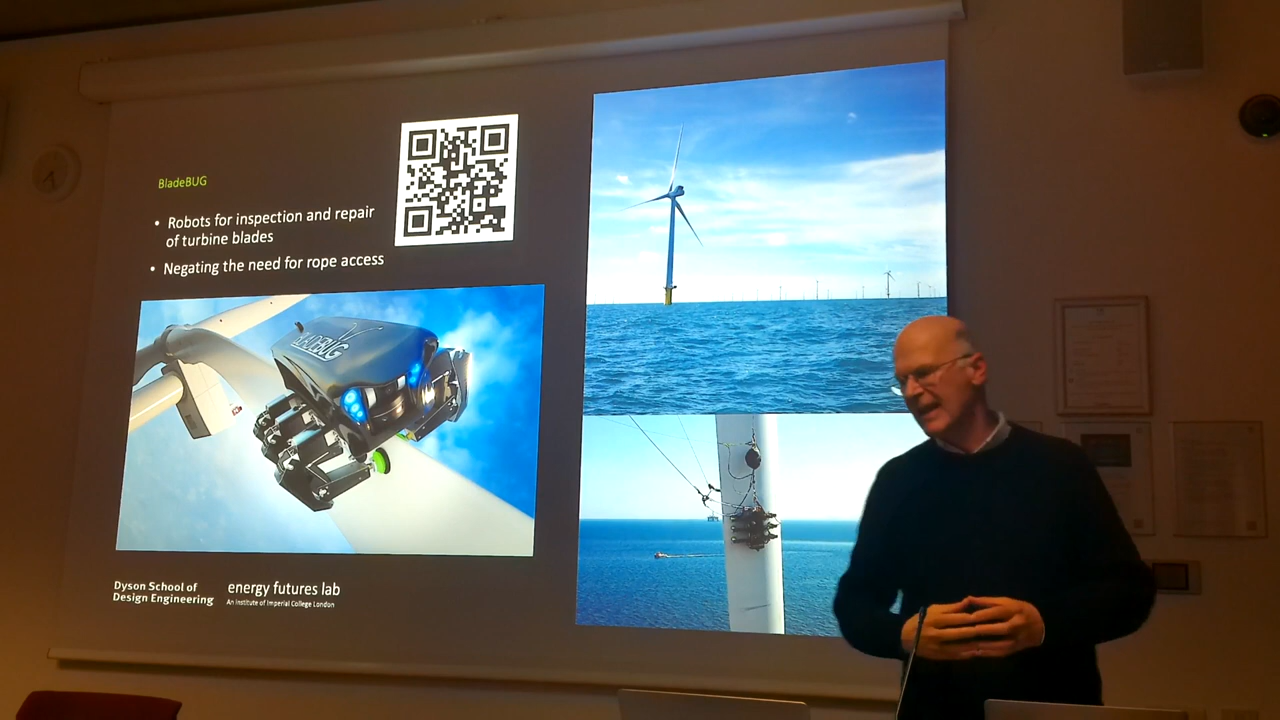 BladeBUG
• Robots for inspection and repair
of turbine blades
• Negating the need for rope access
BLADEBUG
Dyson School of
Design Engineering
energy futures lab
An Institute of Imperial College London